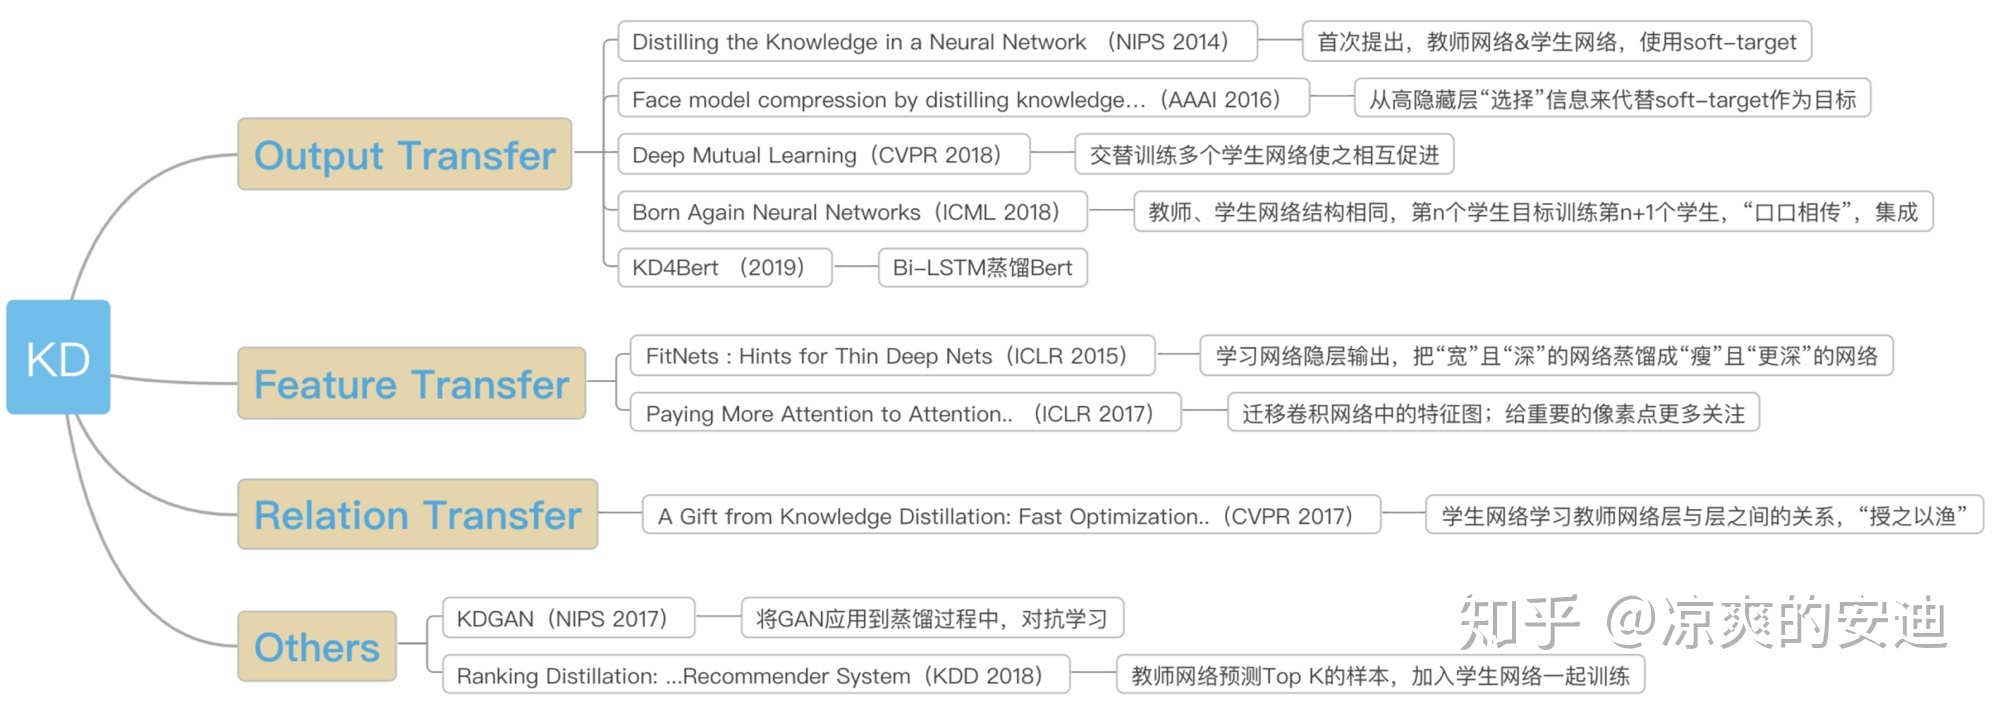 KD
Output Transfer
Distilling the Knowledge in a Neural Network （NIPS 2014）
首次提出，教师网络&学生网络，使用soft-target
Face model compression by distilling knowledge...（AAAI 2016）
从高隐藏层“选择”信息来代替soft-target作为目标
Deep Mutual Learning（CVPR 2018）
交替训练多个学生网络使之相互促进
Born Again Neural Networks（ICML 2018）
教师、学生网络结构相同，第n个学生目标训练第n+1个学生，“口口相传”，集成
KD4Bert （2019）
Bi-LSTM蒸馏Bert
Feature Transfer
FitNets : Hints for Thin Deep Nets（ICLR 2015）
学习网络隐层输出，把“宽”且“深”的网络蒸馏成“瘦”且“更深”的网络
Paying More Attention to Attention.. （ICLR 2017）
迁移卷积网络中的特征图；给重要的像素点更多关注
Relation Transfer
A Gift from Knowledge Distillation: Fast Optimization..（CVPR 2017）
学生网络学习教师网络层与层之间的关系，“授之以渔”
Others
KDGAN（NIPS 2017）
将GAN应用到蒸馏过程中，对抗学习
Ranking Distillation: ...Recommender System（KDD 2018）
教师网络预测Top K的样本，加入学生网络一起训练
知乎 @凉爽的安迪